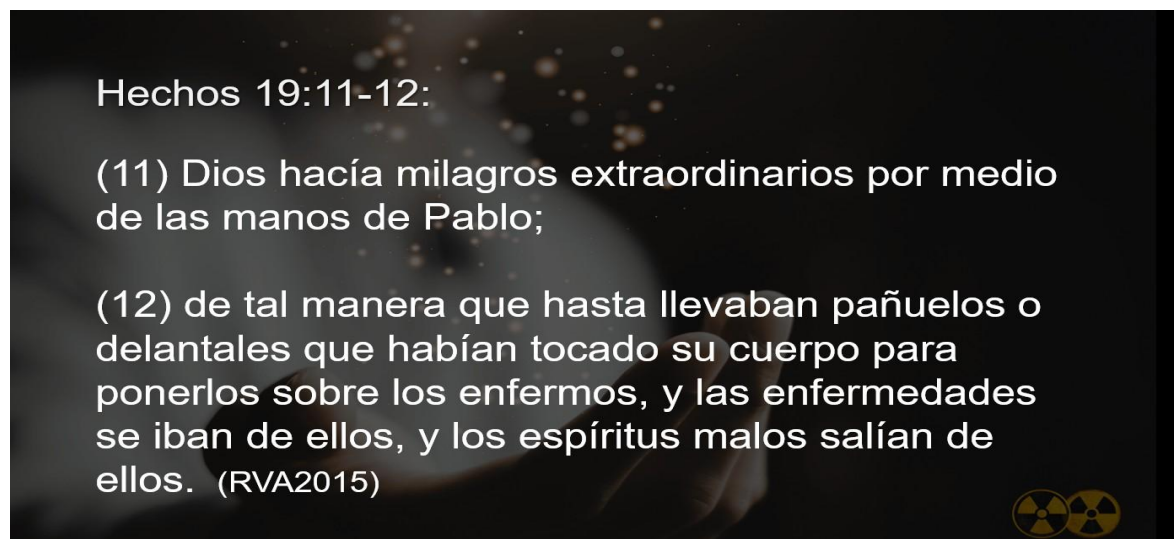 Hechos 19:11-12:
(11) Dios hacía milagros extraordinarios por medio
de las manos de Pablo;
(12) de tal manera que hasta llevaban pañuelos o
delantales que habían tocado su cuerpo para
ponerlos sobre los enfermos, y las enfermedades
se iban de ellos, y los espíritus malos salían de
ellos. (RVA2015)